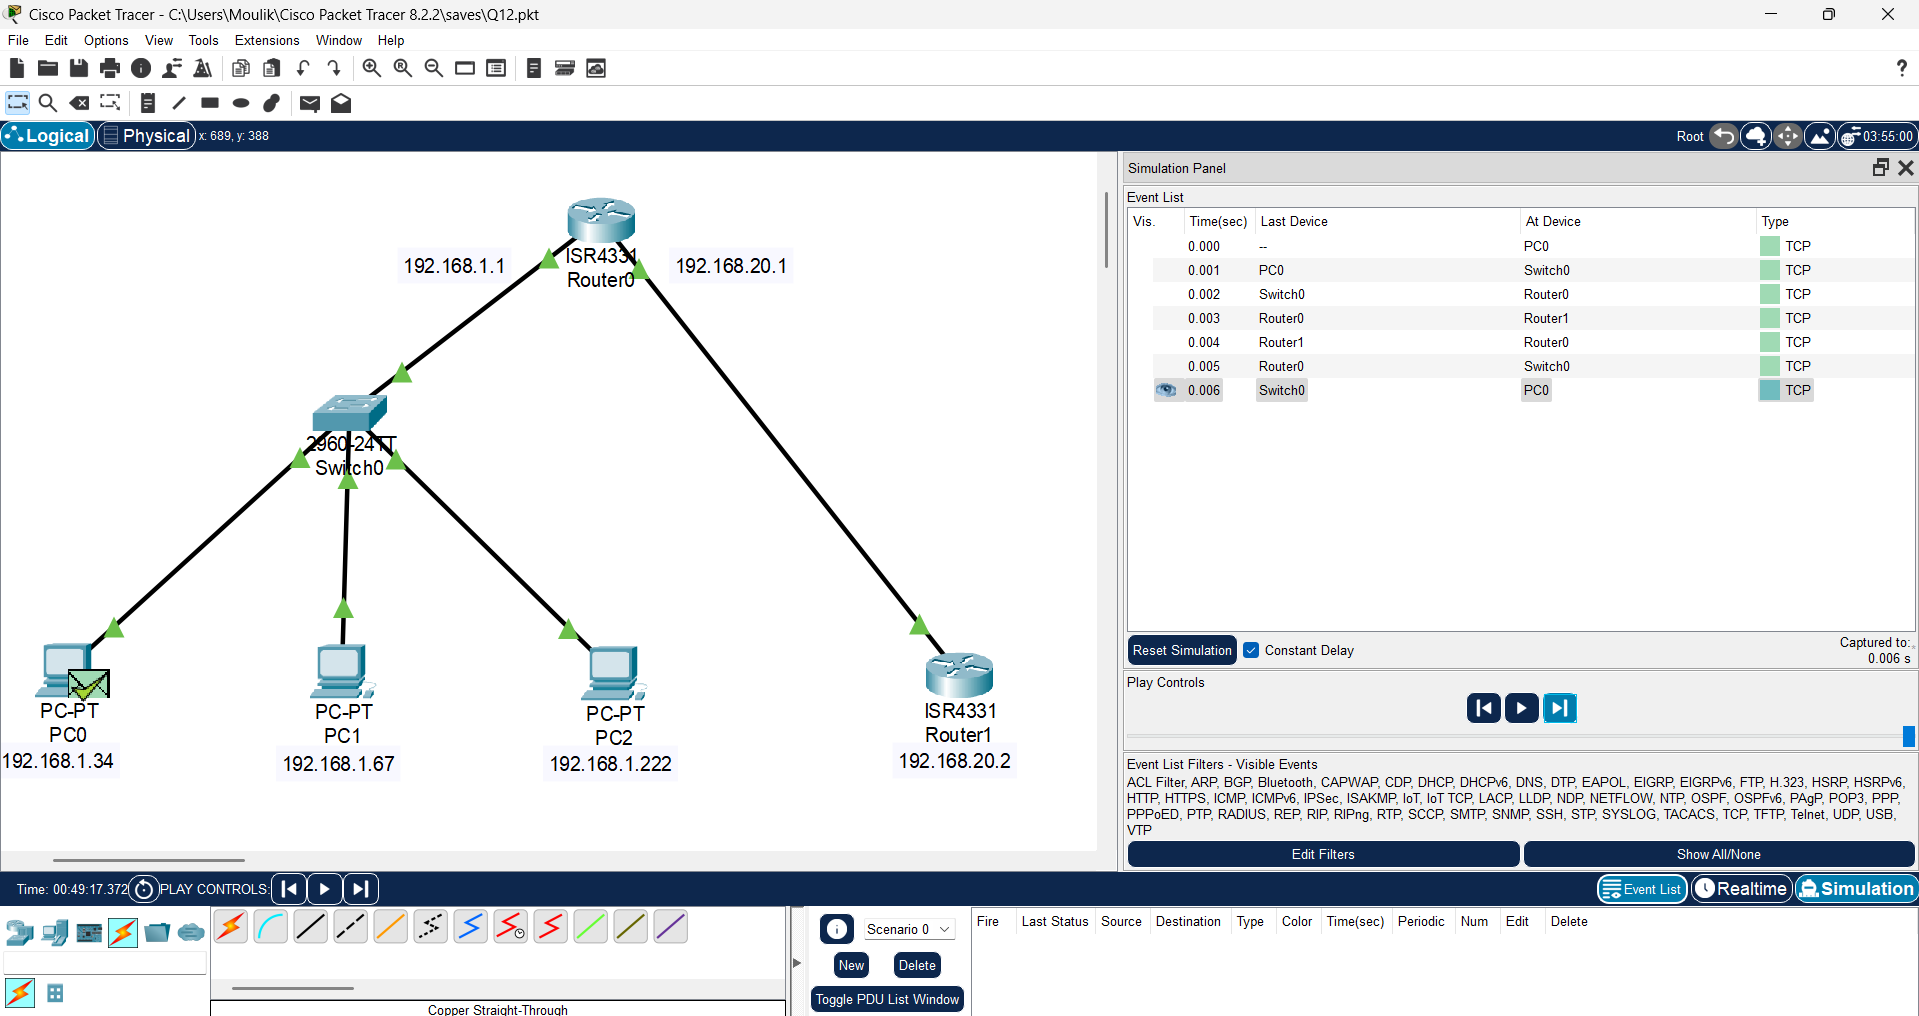 Cisco Packet Tracer - C:\Users\Moulik\Cisco Packet Tracer 8.2.2\saves\Q12.pkt
File Edit Options View Tools Extensions Window Help
?
Logical Physical x: 689, y: 388 Root 03:55:00
192.168.1.1
ISR4331
Router0
192.168.20.1
2960-24TT
Switch0
PC-PT
PC0
192.168.1.34
PC-PT
PC1
192.168.1.67
PC-PT
PC2
192.168.1.222
ISR4331
Router1
192.168.20.2
Simulation Panel
Event List
Vis. Time(sec) Last Device At Device Type
0.000 -- PC0 TCP
0.001 PC0 Switch0 TCP
0.002 Switch0 Router0 TCP
0.003 Router0 Router1 TCP
0.004 Router1 Router0 TCP
0.005 Router0 Switch0 TCP
0.006 Switch0 PC0 TCP
Reset Simulation Constant Delay
Captured to:
0.006 s
Play Controls
Event List Filters - Visible Events
ACL Filter, ARP, BGP, Bluetooth, CAPWAP, CDP, DHCP, DHCPv6, DNS, DTP, EAPOL, EIGRP, EIGRPv6, FTP, H.323, HSRP, HSRPv6,
HTTP, HTTPS, ICMP, ICMPv6, IPSec, ISAKMP, IoT, IoT TCP, LACP, LLDP, NDP, NETFLOW, NTP, OSPF, OSPFv6, PAgP, POP3, PPP,
PPPoED, PTP, RADIUS, REP, RIP, RIPng, RTP, SCCP, SMTP, SNMP, SSH, STP, SYSLOG, TACACS, TCP, TFTP, Telnet, UDP, USB,
VTP
Edit Filters Show All/None
Time: 00:49:17.372 PLAY CONTROLS: Event List Realtime Simulation
Scenario 0
New Delete
Toggle PDU List Window
Fire Last Status Source Destination Type Color Time(sec) Periodic Num Edit Delete
Copper Straight-Through